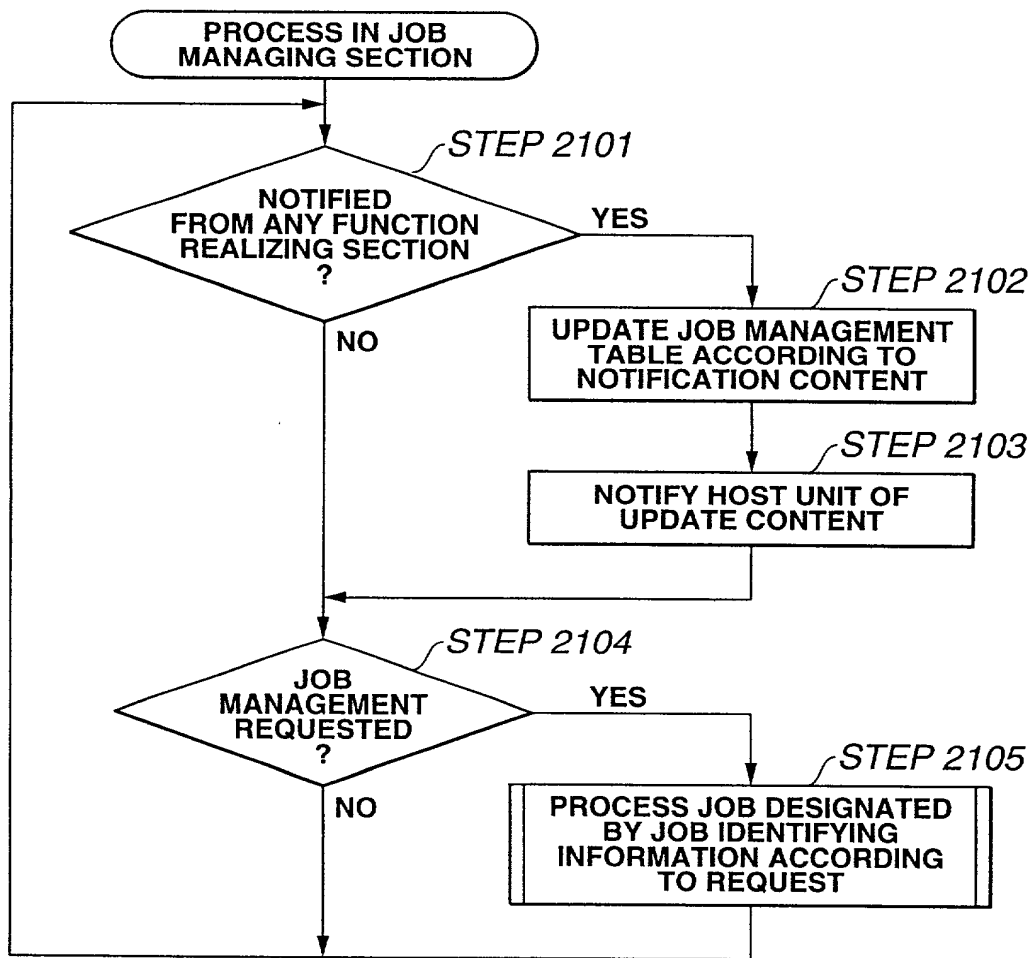 PROCESS IN JOB
MANAGING SECTION
STEP 2101
NOTIFIED
FROM ANY FUNCTION
REALIZING SECTION
?
YES
NO
STEP 2102
UPDATE JOB MANAGEMENT
TABLE ACCORDING TO
NOTIFICATION CONTENT
STEP 2103
NOTIFY HOST UNIT OF
UPDATE CONTENT
STEP 2104
JOB
MANAGEMENT
REQUESTED
?
YES
NO
STEP 2105
PROCESS JOB DESIGNATED
BY JOB IDENTIFYING
INFORMATION ACCORDING
TO REQUEST